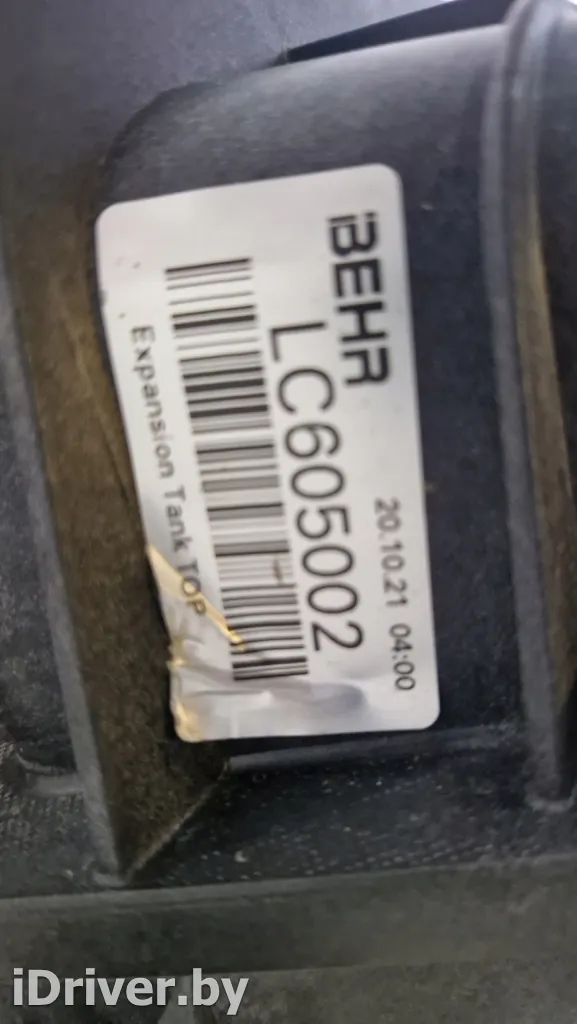 BEHR
20.10.21 04:00
LC605002
Expansion Tank TOP
iDriver.by